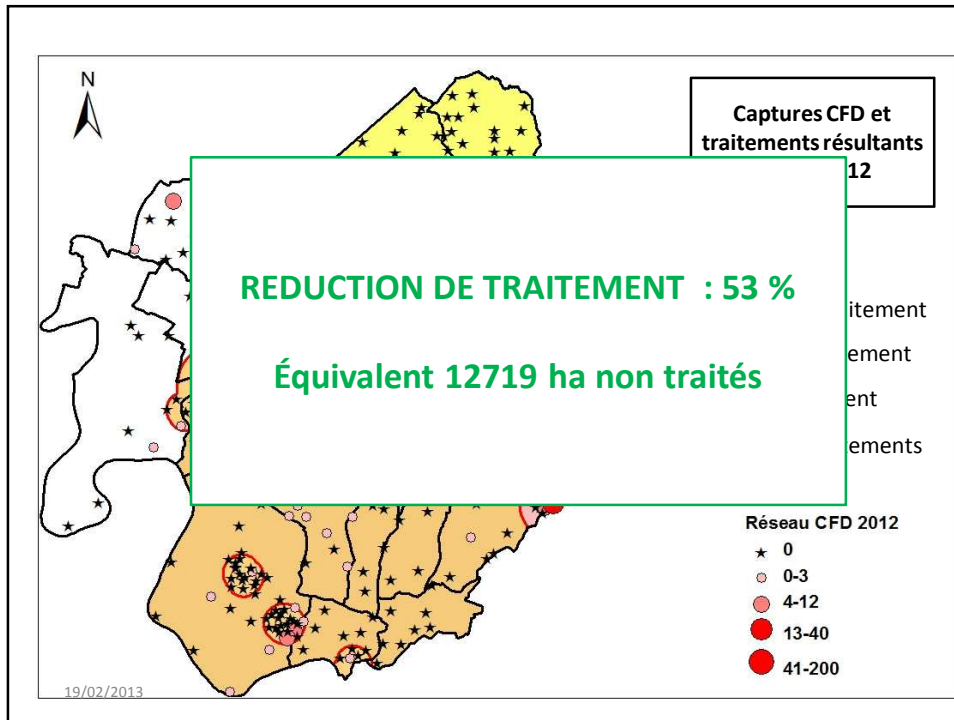 N
Captures CFD et
traitements résultants
12
REDUCTION DE TRAITEMENT : 53 %
Équivalent 12719 ha non traités
itement
ement
ent
ements
Réseau CFD 2012
0
0-3
4-12
13-40
41-200
19/02/2013